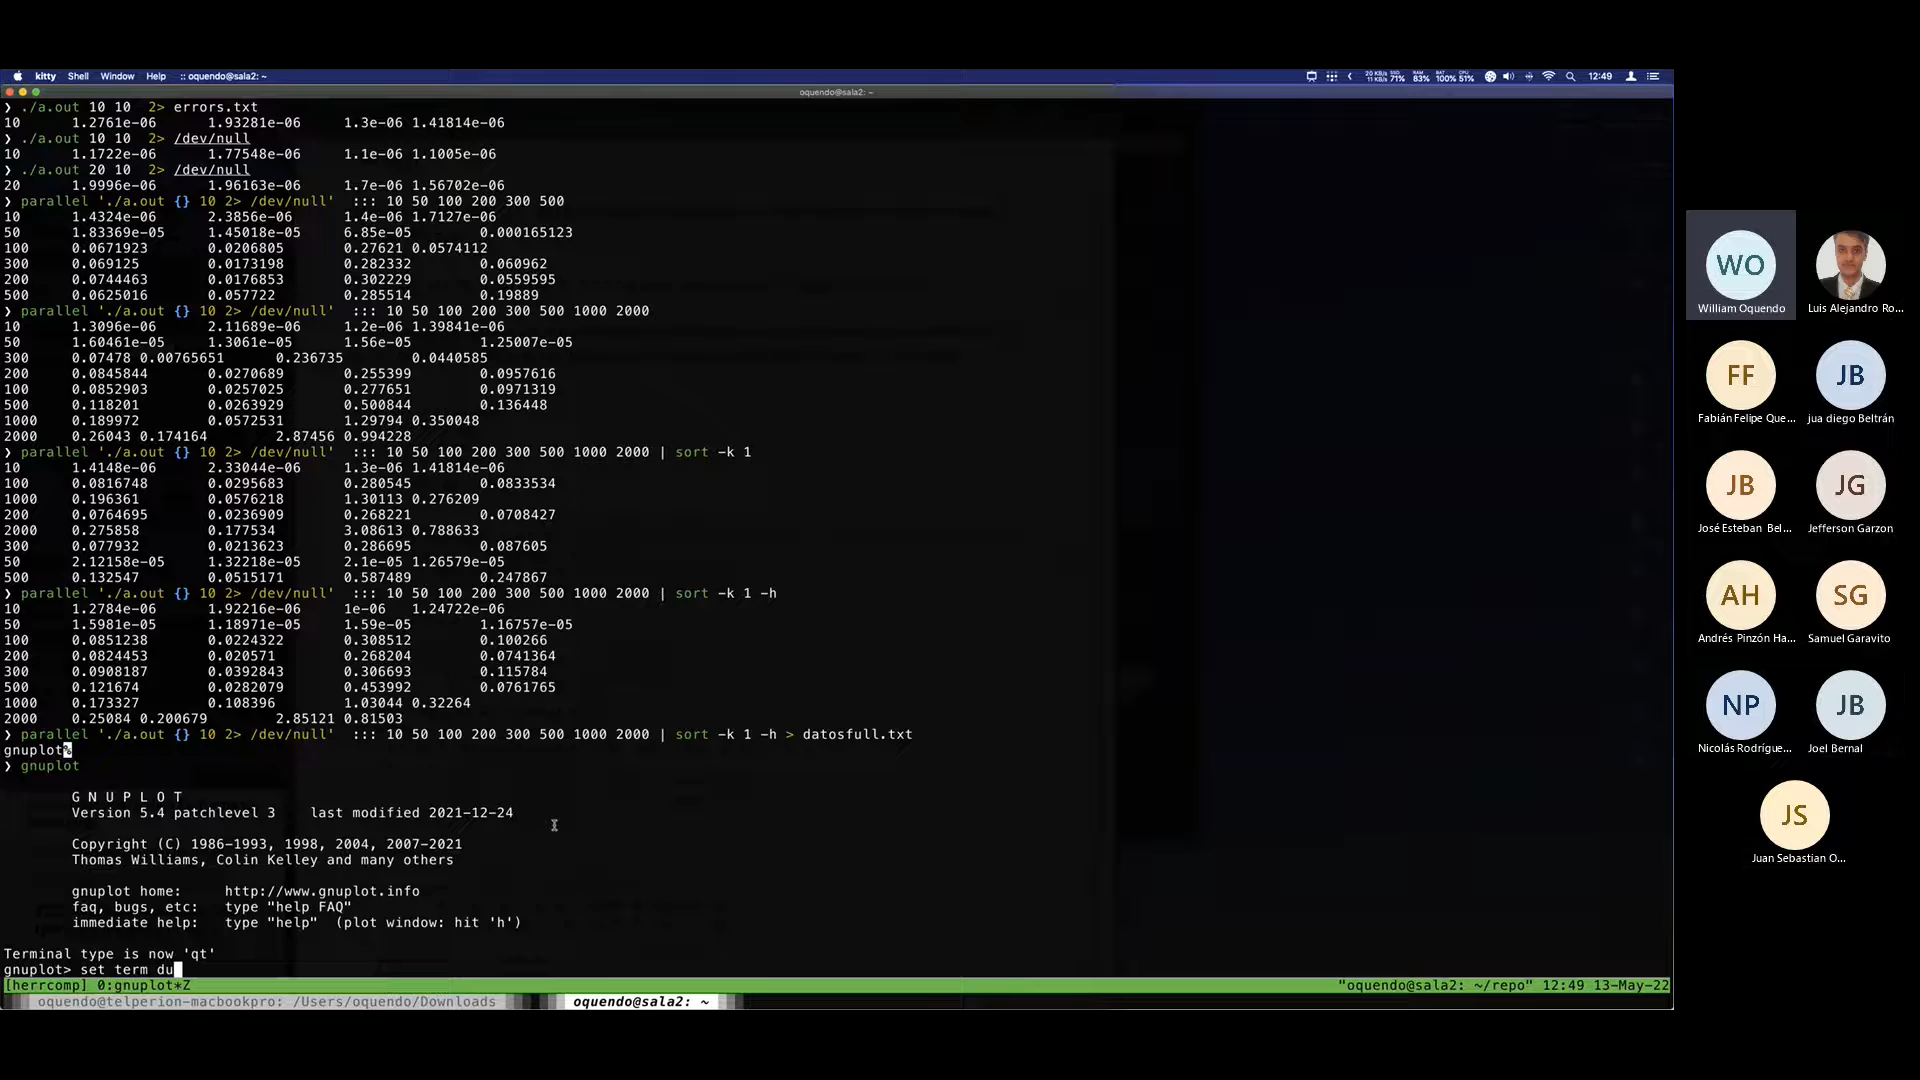 kitty Shell Window Help :: oquendo@sala2: ~
20 KB/s 11 KB/s SSD: 71% RAM 83% BAT 100% CPU 51% 12:49
oquendo@sala2: ~
❯ ./a.out 10 10 2> errors.txt
10 1.2761e-06 1.93281e-06 1.3e-06 1.41814e-06
❯ ./a.out 10 10 2> /dev/null
10 1.1722e-06 1.77548e-06 1.1e-06 1.1005e-06
❯ ./a.out 20 10 2> /dev/null
20 1.9996e-06 1.96163e-06 1.7e-06 1.56702e-06
❯ parallel './a.out {} 10 2> /dev/null' ::: 10 50 100 200 300 500
10 1.4324e-06 2.3856e-06 1.4e-06 1.7127e-06
50 1.83369e-05 1.45018e-05 6.85e-05 0.000165123
100 0.0671923 0.0206805 0.27621 0.0574112
300 0.069125 0.0173198 0.282332 0.060962
200 0.0744463 0.0176853 0.302229 0.0559595
500 0.0625016 0.057722 0.285514 0.19889
❯ parallel './a.out {} 10 2> /dev/null' ::: 10 50 100 200 300 500 1000 2000
10 1.3096e-06 2.11689e-06 1.2e-06 1.39841e-06
50 1.60461e-05 1.3061e-05 1.56e-05 1.25007e-05
300 0.07478 0.00765651 0.236735 0.0440585
200 0.0845844 0.0270689 0.255399 0.0957616
100 0.0852903 0.0257025 0.277651 0.0971319
500 0.118201 0.0263929 0.500844 0.136448
1000 0.189972 0.0572531 1.29794 0.350048
2000 0.26043 0.174164 2.87456 0.994228
❯ parallel './a.out {} 10 2> /dev/null' ::: 10 50 100 200 300 500 1000 2000 | sort -k 1
10 1.4148e-06 2.33044e-06 1.3e-06 1.41814e-06
100 0.0816748 0.0295683 0.280545 0.0833534
1000 0.196361 0.0576218 1.30113 0.276209
200 0.0764695 0.0236909 0.268221 0.0708427
2000 0.275858 0.177534 3.08613 0.788633
300 0.077932 0.0213623 0.286695 0.087605
50 2.12158e-05 1.32218e-05 2.1e-05 1.26579e-05
500 0.132547 0.0515171 0.587489 0.247867
❯ parallel './a.out {} 10 2> /dev/null' ::: 10 50 100 200 300 500 1000 2000 | sort -k 1 -h
10 1.2784e-06 1.92216e-06 1e-06 1.24722e-06
50 1.5981e-05 1.18971e-05 1.59e-05 1.16757e-05
100 0.0851238 0.0224322 0.308512 0.100266
200 0.0824453 0.020571 0.268204 0.0741364
300 0.0908187 0.0392843 0.306693 0.115784
500 0.121674 0.0282079 0.453992 0.0761765
1000 0.173327 0.108396 1.03044 0.32264
2000 0.25084 0.200679 2.85121 0.81503
❯ parallel './a.out {} 10 2> /dev/null' ::: 10 50 100 200 300 500 1000 2000 | sort -k 1 -h > datosfull.txt
gnuplot%
❯ gnuplot
G N U P L O T
Version 5.4 patchlevel 3 last modified 2021-12-24
Copyright (C) 1986-1993, 1998, 2004, 2007-2021
Thomas Williams, Colin Kelley and many others
gnuplot home: http://www.gnuplot.info
faq, bugs, etc: type "help FAQ"
immediate help: type "help" (plot window: hit 'h')
Terminal type is now 'qt'
gnuplot> set term du
[herrcomp] 0:gnuplot*Z "oquendo@sala2: ~/repo" 12:49 13-May-22
oquendo@telperion-macbookpro: /Users/oquendo/Downloads oquendo@sala2: ~
WO
William Oquendo
Luis Alejandro Ro...
FF
Fabián Felipe Que...
JB
jua diego Beltrán
JB
José Esteban Bel...
JG
Jefferson Garzon
AH
Andrés Pinzón Ha...
SG
Samuel Garavito
NP
Nicolás Rodrígue...
JB
Joel Bernal
JS
Juan Sebastian O...